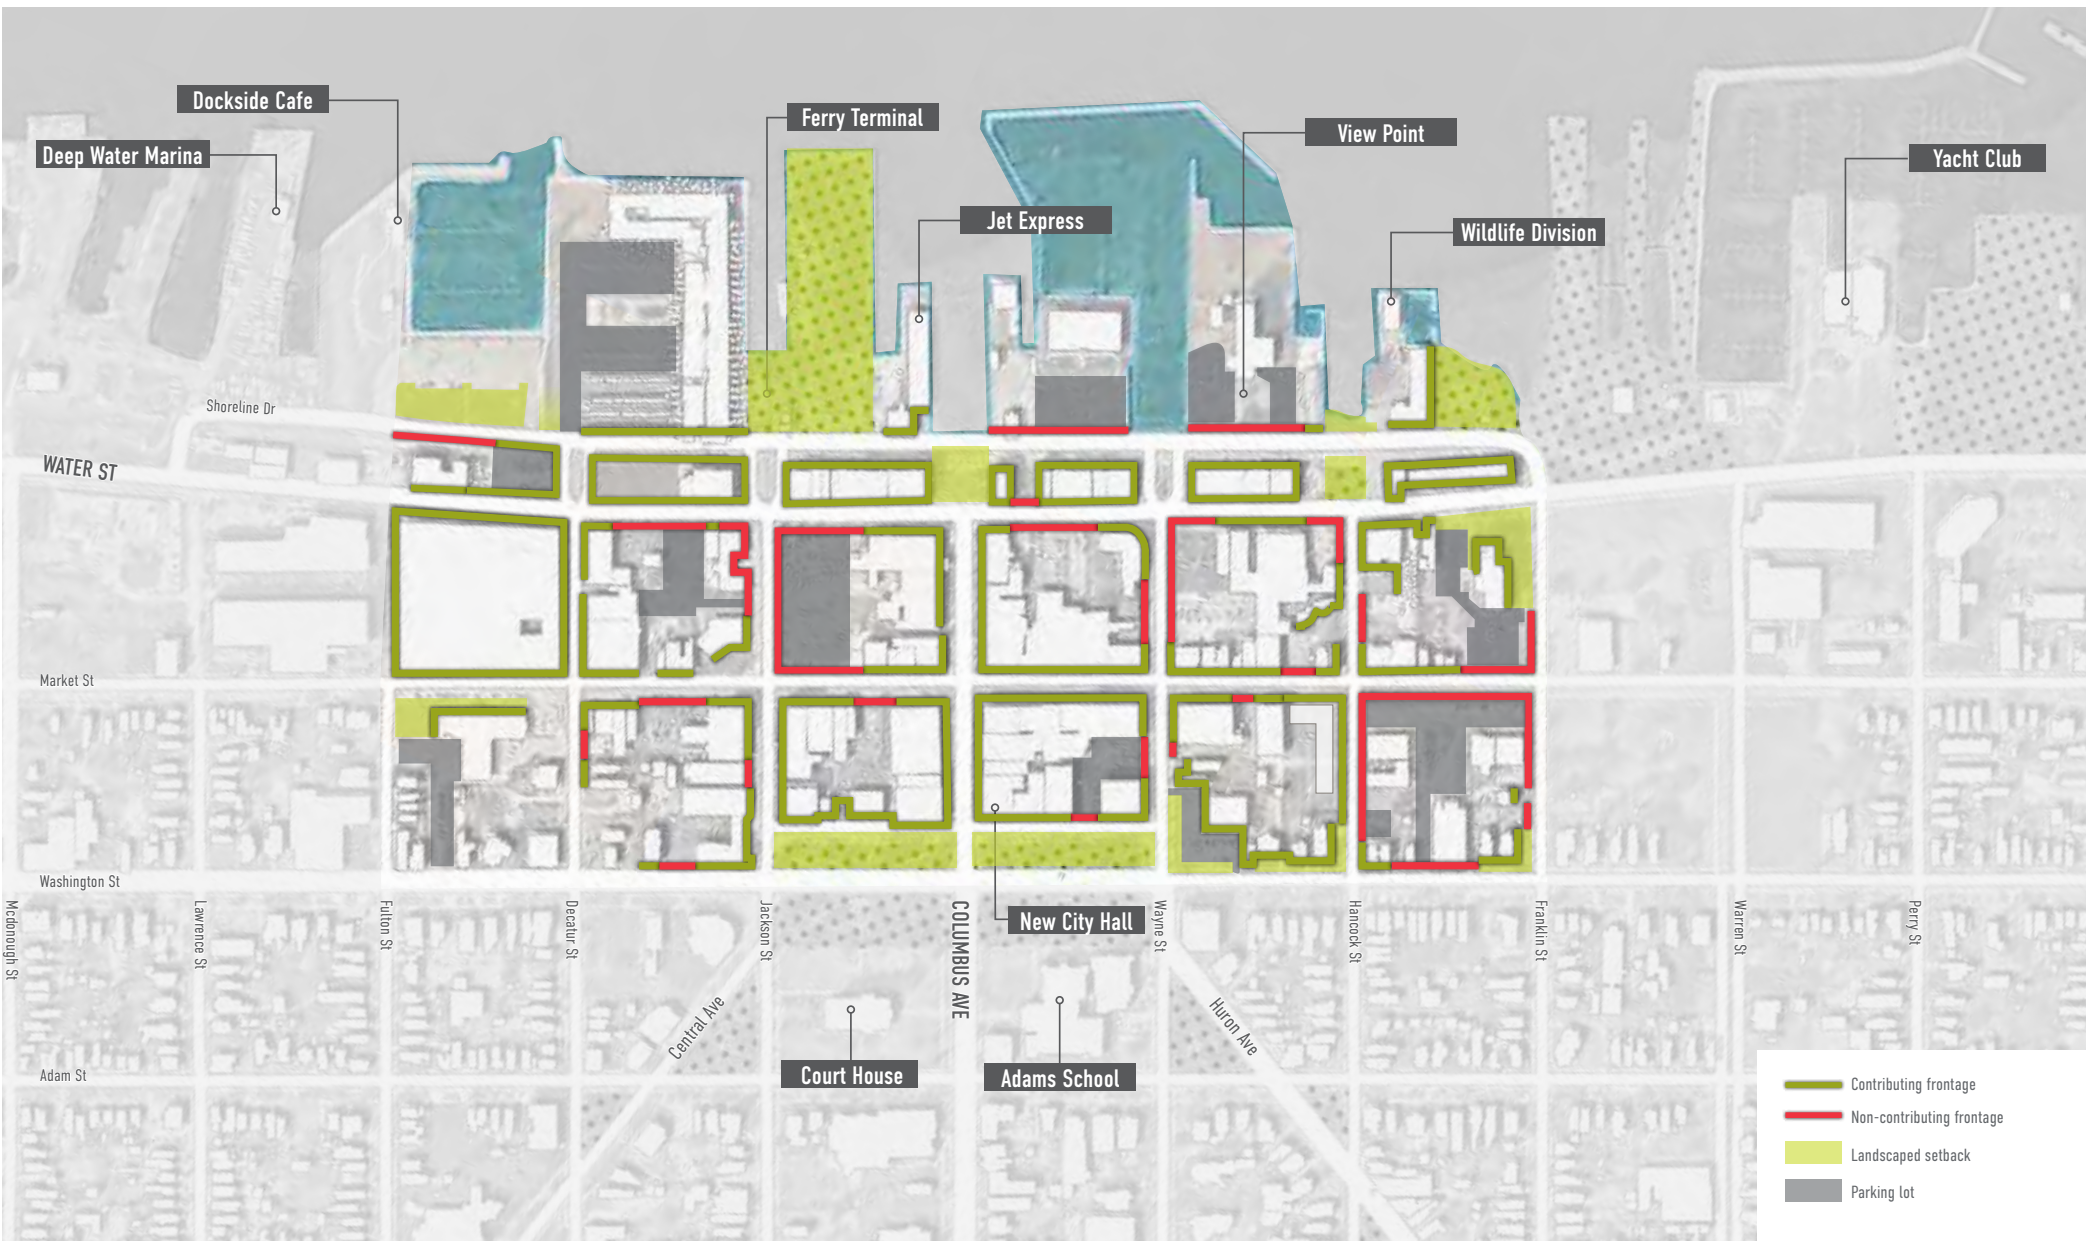 Dockside Cafe
Ferry Terminal
View Point
Deep Water Marina
Yacht Club
Jet Express
Wildlife Division
Shoreline Dr
WATER ST
Market St
Washington St
Mcdonough St
Lawrence St
Fulton St
Decatur St
Jackson St
COLUMBUS AVE
New City Hall
Wayne St
Hancock St
Franklin St
Warren St
Perry St
Central Ave
Huron Ave
Court House
Adams School
Adam St
Contributing frontage
Non-contributing frontage
Landscaped setback
Parking lot